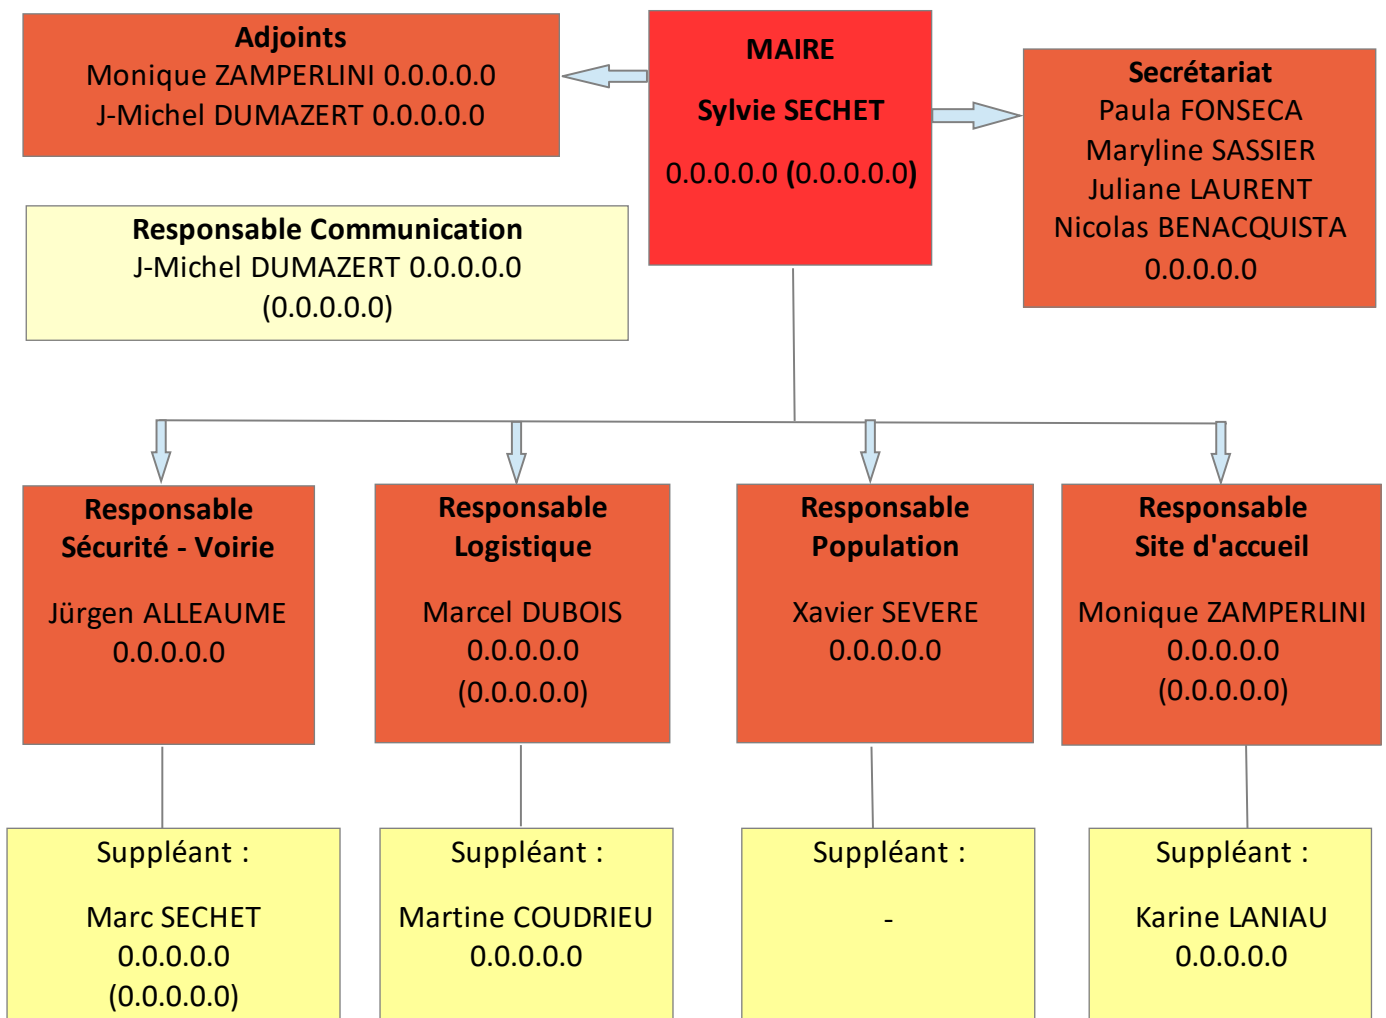 Adjoints
Monique ZAMPERLINI 0.0.0.0.0
J-Michel DUMAZERT 0.0.0.0.0
MAIRE
Sylvie SECHET
0.0.0.0.0 (0.0.0.0.0)
Secrétariat
Paula FONSECA
Maryline SASSIER
Juliane LAURENT
Nicolas BENACQUISTA
0.0.0.0.0
Responsable Communication
J-Michel DUMAZERT 0.0.0.0.0
(0.0.0.0.0)
Responsable
Sécurité - Voirie
Jürgen ALLEAUME
0.0.0.0.0
Responsable
Logistique
Marcel DUBOIS
0.0.0.0.0
(0.0.0.0.0)
Responsable
Population
Xavier SEVERE
0.0.0.0.0
Responsable
Site d'accueil
Monique ZAMPERLINI
0.0.0.0.0
(0.0.0.0.0)
Suppléant :
Marc SECHET
0.0.0.0.0
(0.0.0.0.0)
Suppléant :
Martine COUDRIEU
0.0.0.0.0
Suppléant :
-
Suppléant :
Karine LANIAU
0.0.0.0.0